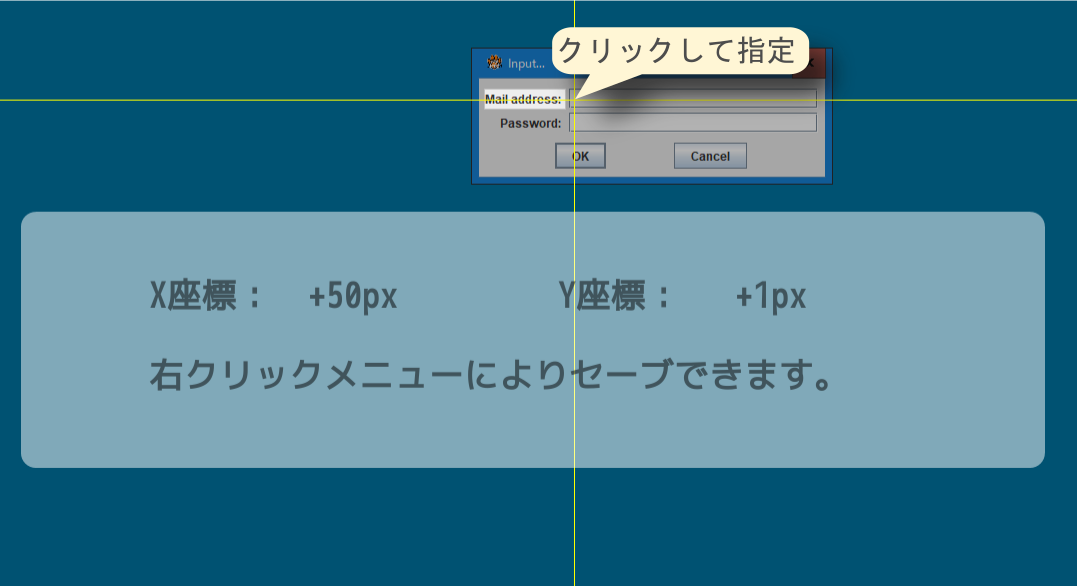 クリックして指定
Input...
Mail address:
Password:
OK
Cancel
X座標： +50px Y座標： +1px
右クリックメニューによりセーブできます。